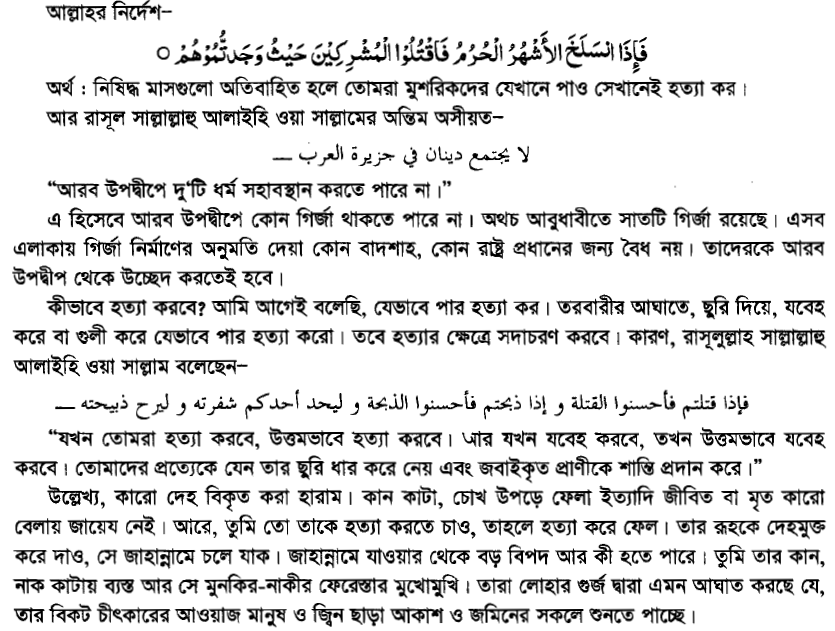 আল্লাহর নির্দেশ–
فَإِذَا انْسَلَخَ الأَشْهُرُ الْحُرُمُ فَاقْتُلُوا الْمُشْرِكِيْنَ حَيْثُ وَجَدتُّمُوْهُمْ ○
অর্থ : নিষিদ্ধ মাসগুলো অতিবাহিত হলে তোমরা মুশরিকদের যেখানে পাও সেখানেই হত্যা কর।
আর রাসূল সাল্লাল্লাহু আলাইহি ওয়া সাল্লামের অন্তিম অসীয়ত–
لا يجتمع دينان في جزيرة العرب —
“আরব উপদ্বীপে দু'টি ধর্ম সহাবস্থান করতে পারে না।”
এ হিসেবে আরব উপদ্বীপে কোন গির্জা থাকতে পারে না। অথচ আবুধাবীতে সাতটি গির্জা রয়েছে। এসব
এলাকায় গির্জা নির্মাণের অনুমতি দেয়া কোন বাদশাহ, কোন রাষ্ট্র প্রধানের জন্য বৈধ নয়। তাদেরকে আরব
উপদ্বীপ থেকে উচ্ছেদ করতেই হবে।
কীভাবে হত্যা করবে? আমি আগেই বলেছি, যেভাবে পার হত্যা কর। তরবারীর আঘাতে, ছুরি দিয়ে, যবেহ
করে বা গুলী করে যেভাবে পার হত্যা করো। তবে হত্যার ক্ষেত্রে সদাচরণ করবে। কারণ, রাসূলুল্লাহ সাল্লাল্লাহু
আলাইহি ওয়া সাল্লাম বলেছেন–
فإذا قتلتم فأحسنوا القتلة و إذا ذبحتم فأحسنوا الذبحة و ليحد أحدكم شفرته و ليرح ذبيحته —
“যখন তোমরা হত্যা করবে, উত্তমভাবে হত্যা করবে। আর যখন যবেহ করবে, তখন উত্তমভাবে যবেহ
করবে। তোমাদের প্রত্যেকে যেন তার ছুরি ধার করে নেয় এবং জবাইকৃত প্রাণীকে শান্তি প্রদান করে।”
উল্লেখ্য, কারো দেহ বিকৃত করা হারাম। কান কাটা, চোখ উপড়ে ফেলা ইত্যাদি জীবিত বা মৃত কারো
বেলায় জায়েয নেই। আরে, তুমি তো তাকে হত্যা করতে চাও, তাহলে হত্যা করে ফেল। তার রূহকে দেহমুক্ত
করে দাও, সে জাহান্নামে চলে যাক। জাহান্নামে যাওয়ার থেকে বড় বিপদ আর কী হতে পারে। তুমি তার কান,
নাক কাটায় ব্যস্ত আর সে মুনকির-নাকীর ফেরেস্তার মুখোমুখি। তারা লোহার গুর্জ দ্বারা এমন আঘাত করছে যে,
তার বিকট চীৎকারের আওয়াজ মানুষ ও জ্বিন ছাড়া আকাশ ও জমিনের সকলে শুনতে পাচ্ছে।